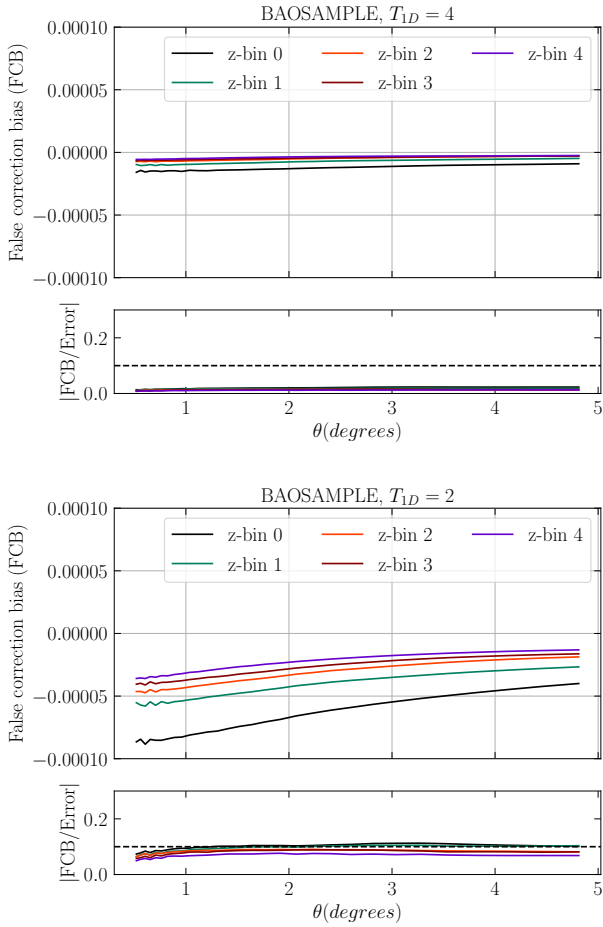 BAOSAMPLE, T_{1D} = 4
False correction bias (FCB)
0.00010
0.00005
0.00000
−0.00005
−0.00010
z-bin 0 z-bin 2 z-bin 4
z-bin 1 z-bin 3
|FCB/Error|
0.2
0.0
1 2 3 4 5
θ(degrees)
BAOSAMPLE, T_{1D} = 2
False correction bias (FCB)
0.00010
0.00005
0.00000
−0.00005
−0.00010
z-bin 0 z-bin 2 z-bin 4
z-bin 1 z-bin 3
|FCB/Error|
0.2
0.0
1 2 3 4 5
θ(degrees)